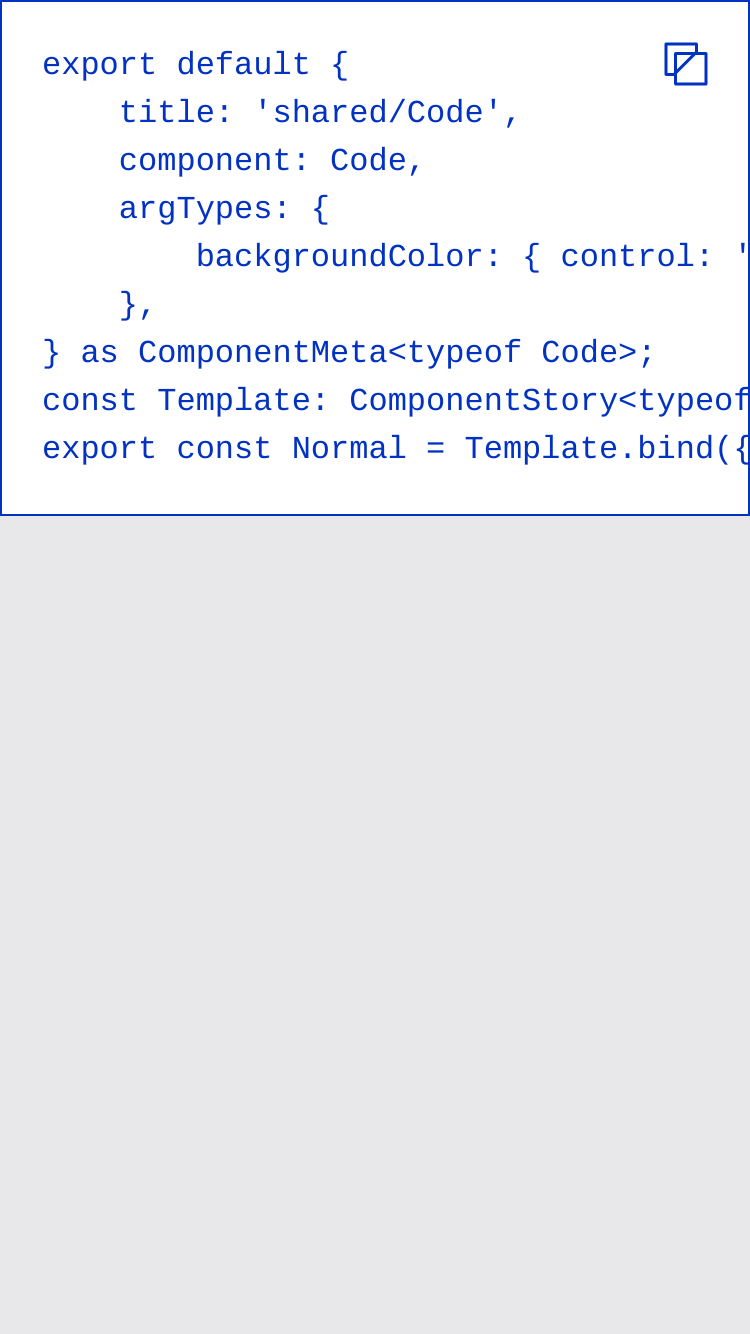 export default {
    title: 'shared/Code',
    component: Code,
    argTypes: {
        backgroundColor: { control: '
    },
} as ComponentMeta<typeof Code>;
const Template: ComponentStory<typeof
export const Normal = Template.bind({